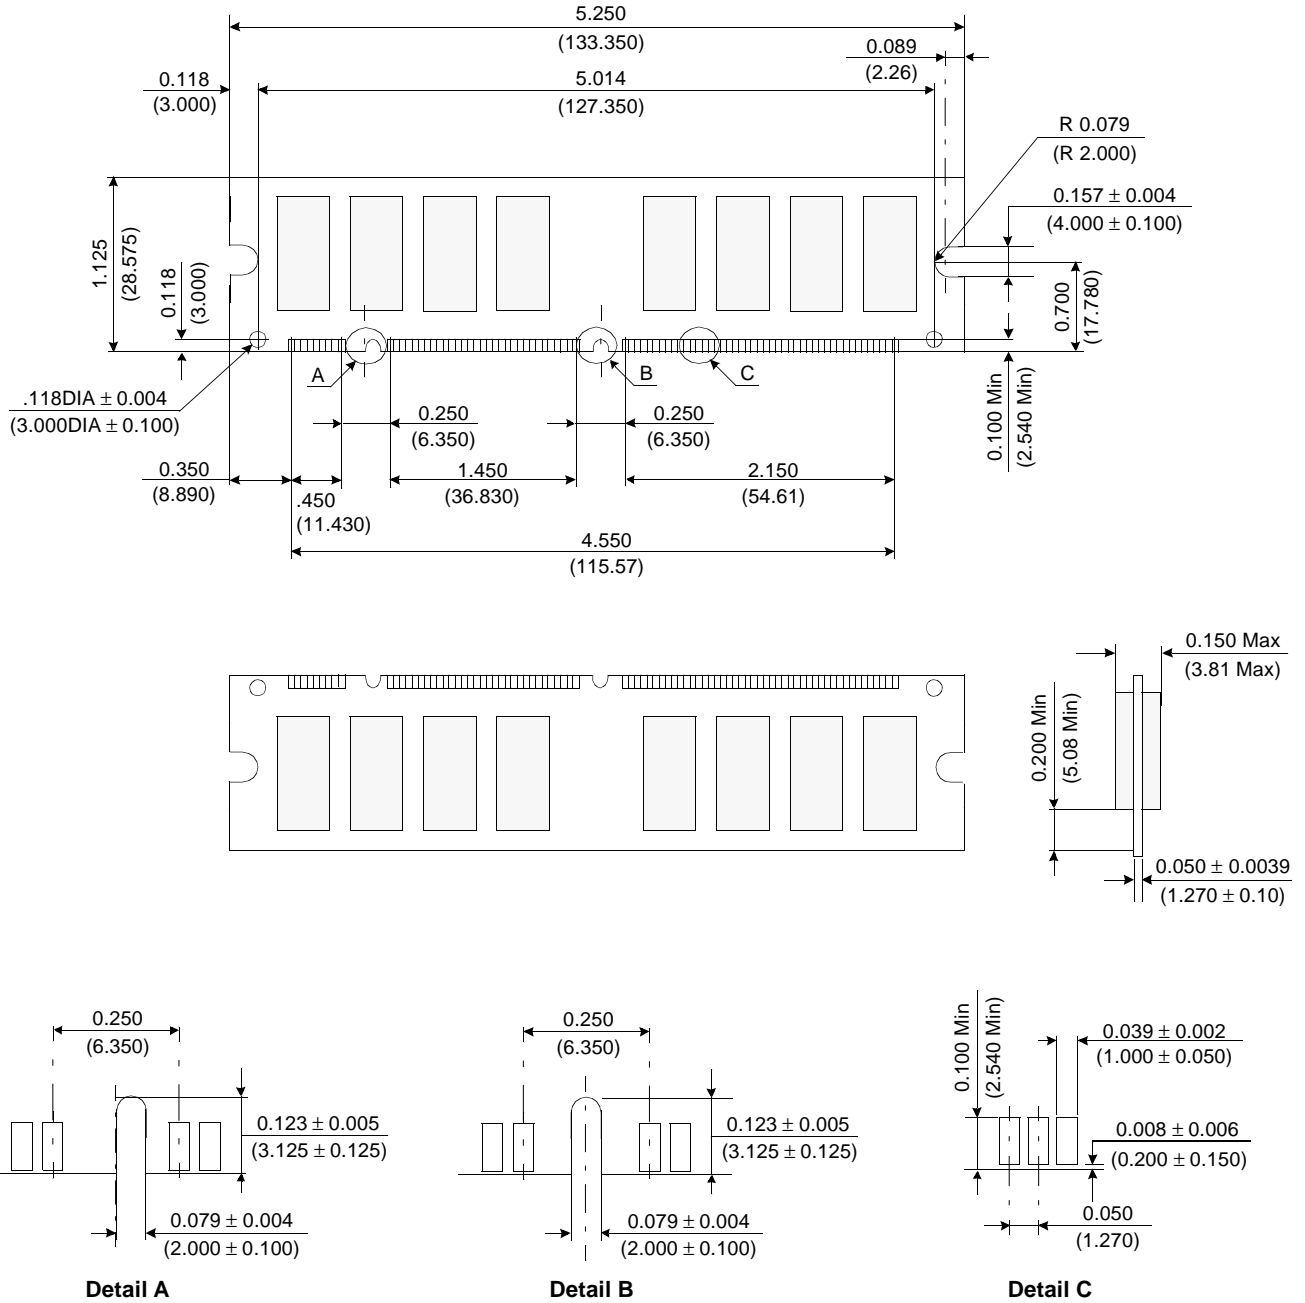 5.250
(133.350)
0.089
(2.26)
0.118
(3.000)
5.014
(127.350)
R 0.079
(R 2.000)
0.157 ± 0.004
(4.000 ± 0.100)
1.125
(28.575)
0.118
(3.000)
0.700
(17.780)
A
B
C
.118DIA ± 0.004
(3.000DIA ± 0.100)
0.250
(6.350)
0.250
(6.350)
0.100 Min
(2.540 Min)
0.350
(8.890)
.450
(11.430)
1.450
(36.830)
2.150
(54.61)
4.550
(115.57)
0.150 Max
(3.81 Max)
0.200 Min
(5.08 Min)
0.050 ± 0.0039
(1.270 ± 0.10)
0.250
(6.350)
0.123 ± 0.005
(3.125 ± 0.125)
0.079 ± 0.004
(2.000 ± 0.100)
Detail A
0.250
(6.350)
0.123 ± 0.005
(3.125 ± 0.125)
0.079 ± 0.004
(2.000 ± 0.100)
Detail B
0.100 Min
(2.540 Min)
0.039 ± 0.002
(1.000 ± 0.050)
0.008 ± 0.006
(0.200 ± 0.150)
0.050
(1.270)
Detail C